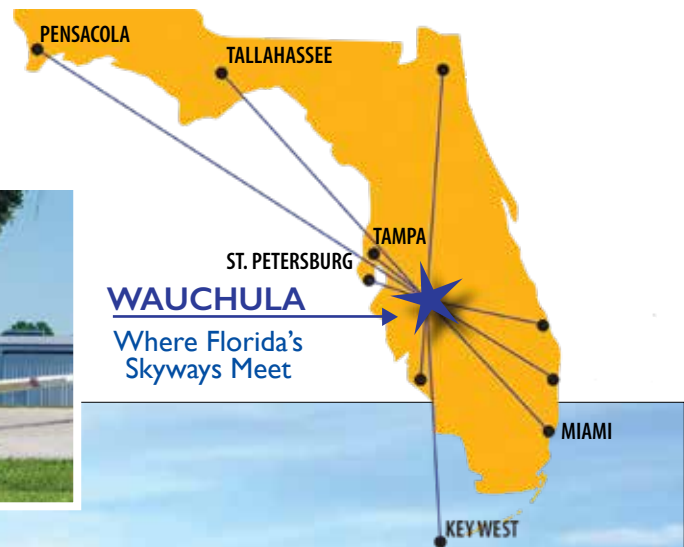 PENSACOLA
TALLAHASSEE
TAMPA
ST. PETERSBURG
WAUCHULA
Where Florida's
Skyways Meet
MIAMI
KEY WEST